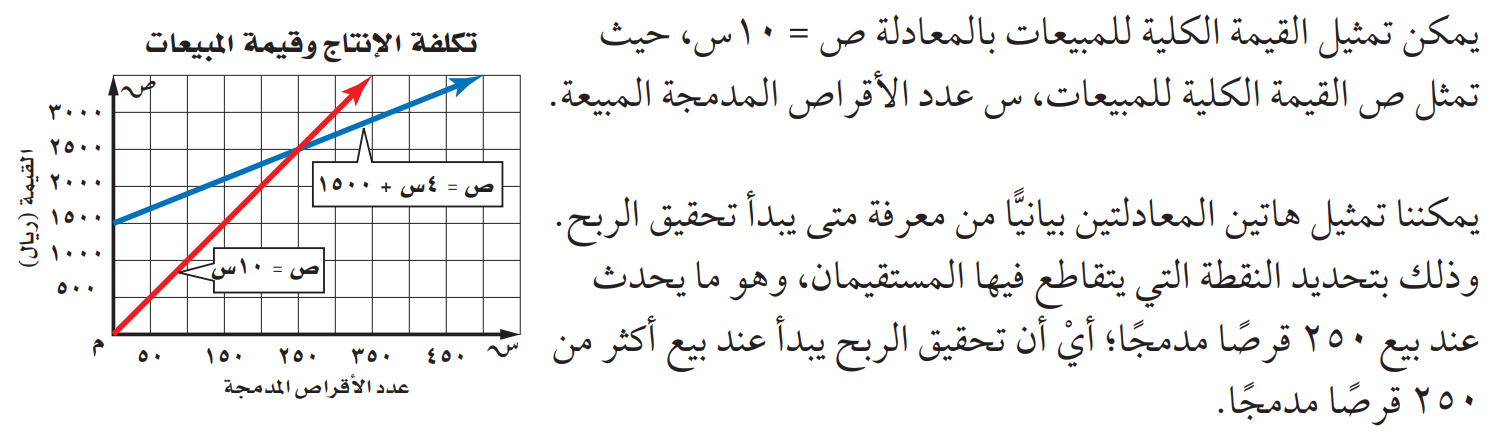 يمكن تمثيل القيمة الكلية للمبيعات بالمعادلة ص = ١٠س، حيث
تمثل ص القيمة الكلية للمبيعات، س عدد الأقراص المدمجة المبيعة.
يمكننا تمثيل هاتين المعادلتين بيانيًّا من معرفة متى يبدأ تحقيق الربح.
وذلك بتحديد النقطة التي يتقاطع فيها المستقيمان، وهو ما يحدث
عند بيع ٢٥٠ قرصًا مدمجًا؛ أيْ أن تحقيق الربح يبدأ عند بيع أكثر من
٢٥٠ قرصًا مدمجًا.
تكلفة الإنتاج وقيمة المبيعات
ص
٣٠٠٠
٢٥٠٠
٢٠٠٠
١٥٠٠
١٠٠٠
٥٠٠
القيمة (ريال)
ص = ٤س + ١٥٠٠
ص = ١٠س
م
٥٠ ١٥٠ ٢٥٠ ٣٥٠ ٤٥٠
س
عدد الأقراص المدمجة